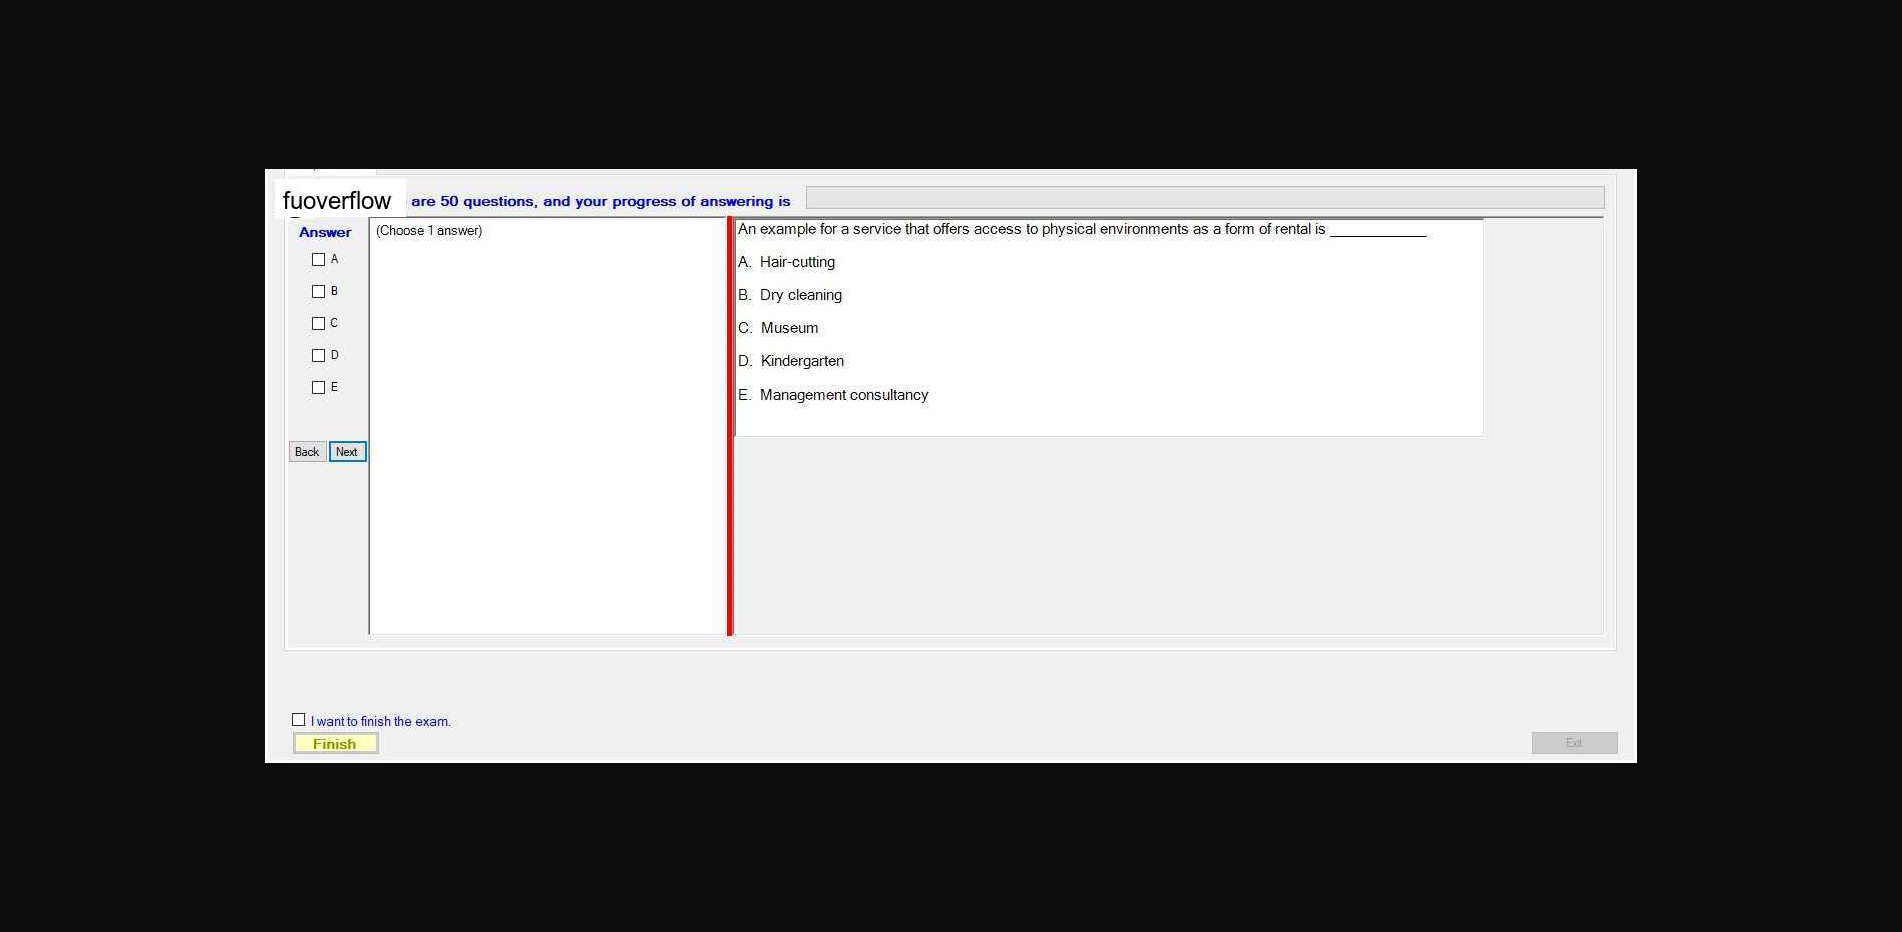 fuoverflow are 50 questions, and your progress of answering is
Answer
(Choose 1 answer)
A
B
C
D
E
Back Next
An example for a service that offers access to physical environments as a form of rental is ____________
A. Hair-cutting
B. Dry cleaning
C. Museum
D. Kindergarten
E. Management consultancy
I want to finish the exam.
Finish
Exit